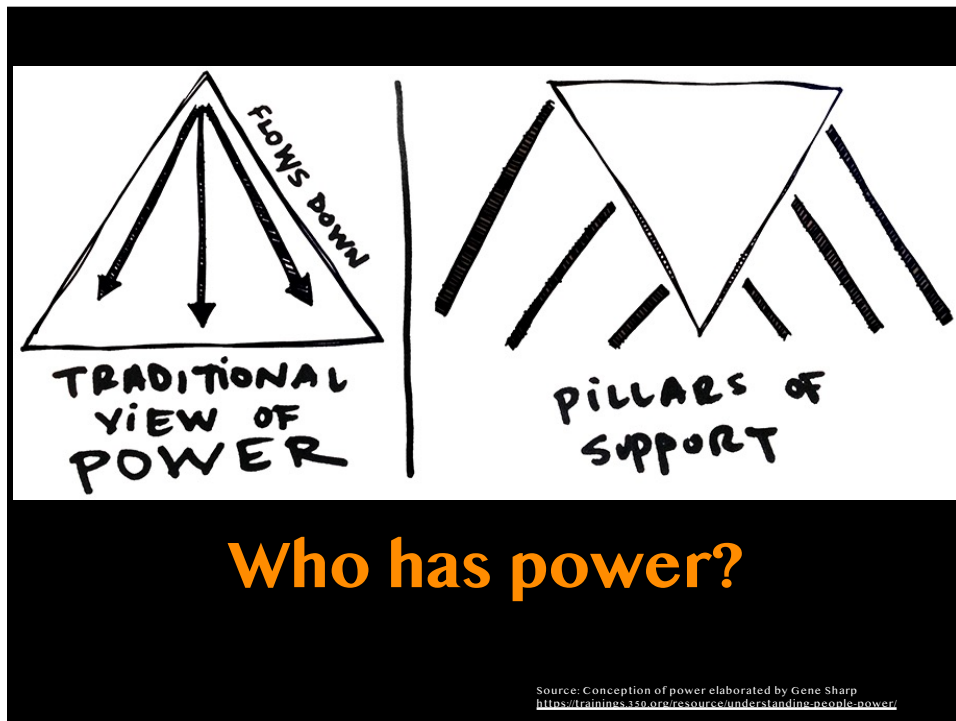 FLOWS DOWN
TRADITIONAL
VIEW OF
POWER
PILLARS OF
SUPPORT
Who has power?
Source: Conception of power elaborated by Gene Sharp
https://trainings.350.org/resource/understanding-people-power/